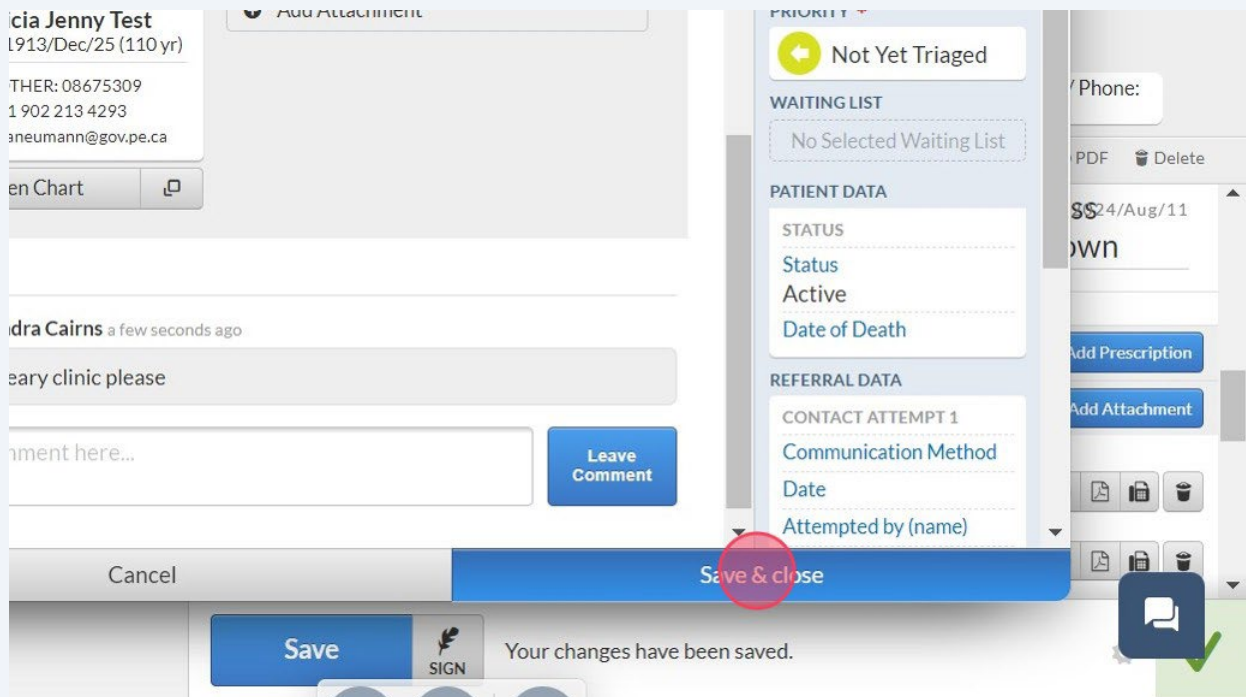 icia Jenny Test
Add Attachment
1913/Dec/25 (110 yr)
THER: 08675309
1 902 213 4293
aneumann@gov.pe.ca
en Chart
dra Cairns a few seconds ago
eary clinic please
mment here...
Leave
Comment
PRIORITY *
Not Yet Triaged
WAITING LIST
No Selected Waiting List
PATIENT DATA
STATUS
Status
Active
Date of Death
REFERRAL DATA
CONTACT ATTEMPT 1
Communication Method
Date
Attempted by (name)
Cancel
Save & close
/ Phone:
PDF
Delete
24/Aug/11
own
Add Prescription
Add Attachment
Save
SIGN
Your changes have been saved.